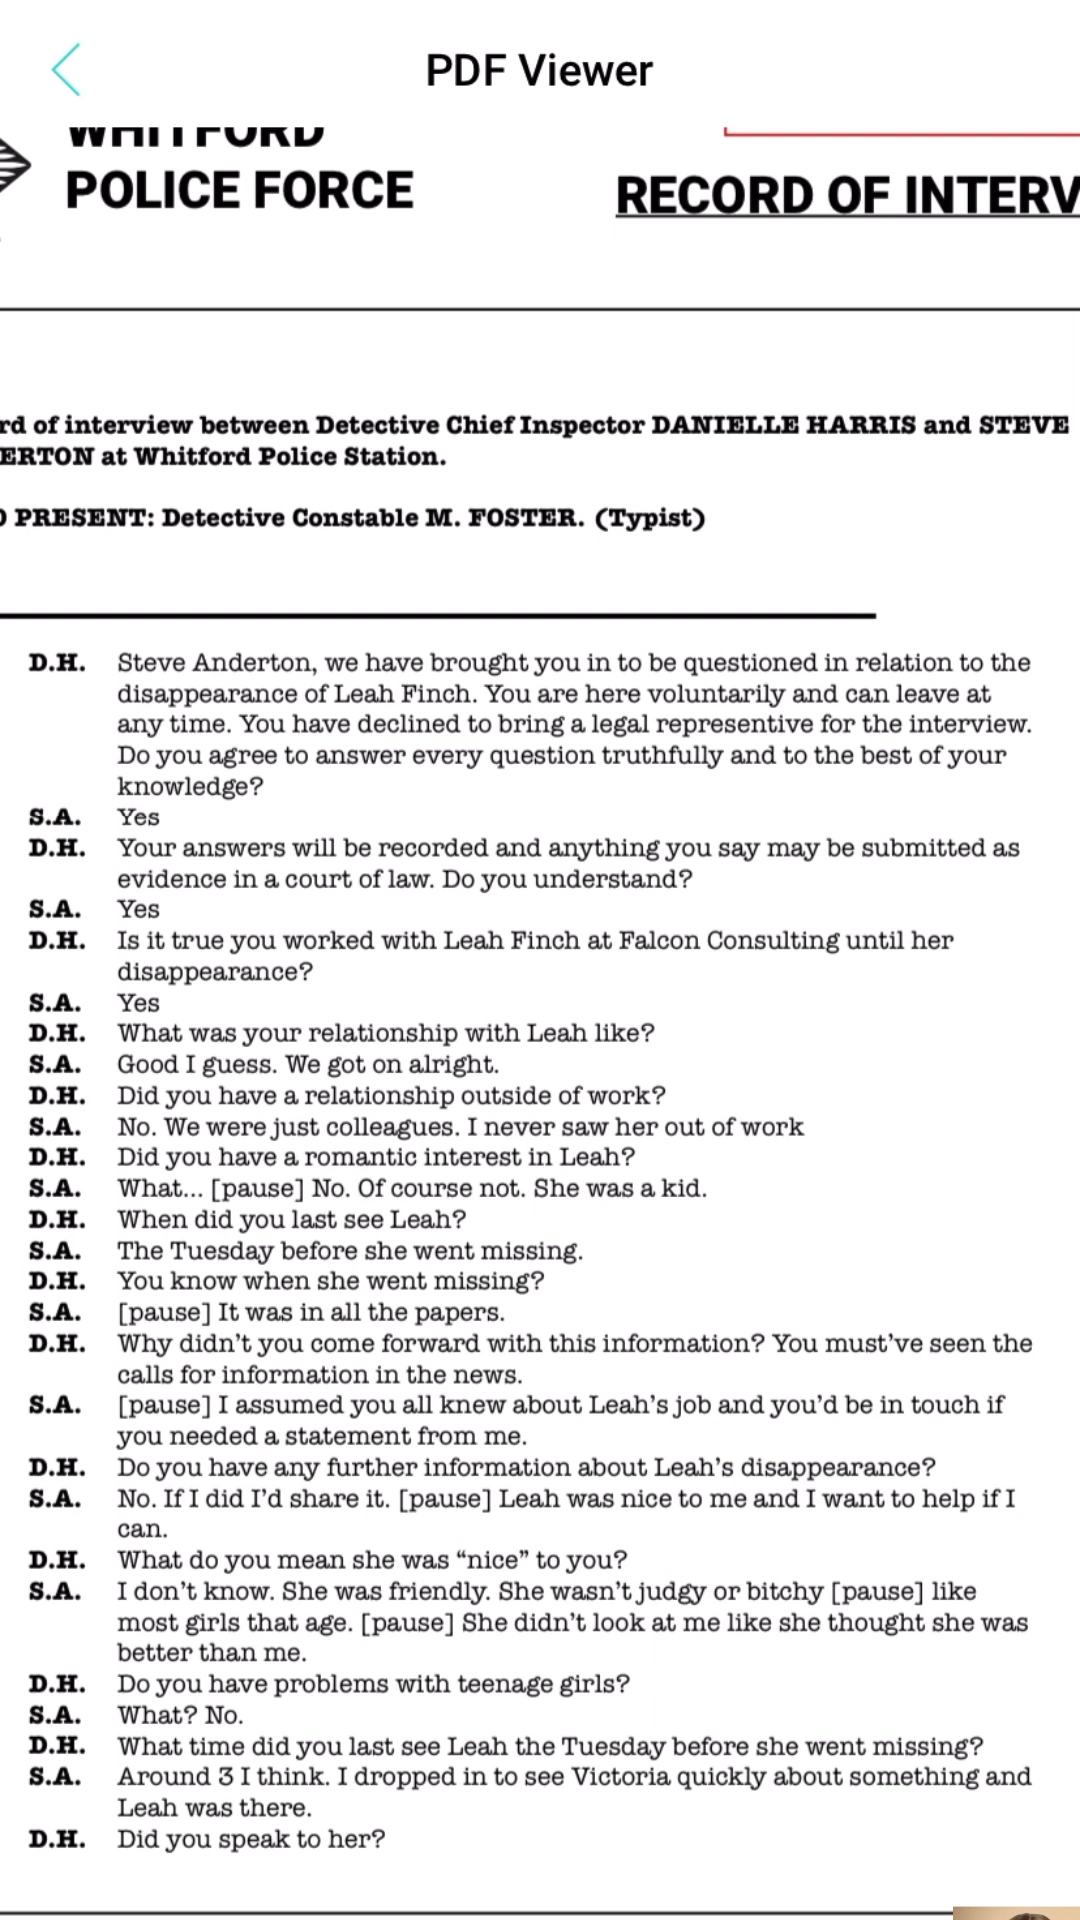 PDF Viewer
WHITFORD
POLICE FORCE
RECORD OF INTERV
rd of interview between Detective Chief Inspector DANIELLE HARRIS and STEVE
ERTON at Whitford Police Station.
O PRESENT: Detective Constable M. FOSTER. (Typist)
D.H. Steve Anderton, we have brought you in to be questioned in relation to the
disappearance of Leah Finch. You are here voluntarily and can leave at
any time. You have declined to bring a legal representive for the interview.
Do you agree to answer every question truthfully and to the best of your
knowledge?
S.A. Yes
D.H. Your answers will be recorded and anything you say may be submitted as
evidence in a court of law. Do you understand?
S.A. Yes
D.H. Is it true you worked with Leah Finch at Falcon Consulting until her
disappearance?
S.A. Yes
D.H. What was your relationship with Leah like?
S.A. Good I guess. We got on alright.
D.H. Did you have a relationship outside of work?
S.A. No. We were just colleagues. I never saw her out of work
D.H. Did you have a romantic interest in Leah?
S.A. What... [pause] No. Of course not. She was a kid.
D.H. When did you last see Leah?
S.A. The Tuesday before she went missing.
D.H. You know when she went missing?
S.A. [pause] It was in all the papers.
D.H. Why didn't you come forward with this information? You must've seen the
calls for information in the news.
S.A. [pause] I assumed you all knew about Leah's job and you'd be in touch if
you needed a statement from me.
D.H. Do you have any further information about Leah's disappearance?
S.A. No. If I did I'd share it. [pause] Leah was nice to me and I want to help if I
can.
D.H. What do you mean she was “nice” to you?
S.A. I don't know. She was friendly. She wasn't judgy or bitchy [pause] like
most girls that age. [pause] She didn't look at me like she thought she was
better than me.
D.H. Do you have problems with teenage girls?
S.A. What? No.
D.H. What time did you last see Leah the Tuesday before she went missing?
S.A. Around 3 I think. I dropped in to see Victoria quickly about something and
Leah was there.
D.H. Did you speak to her?